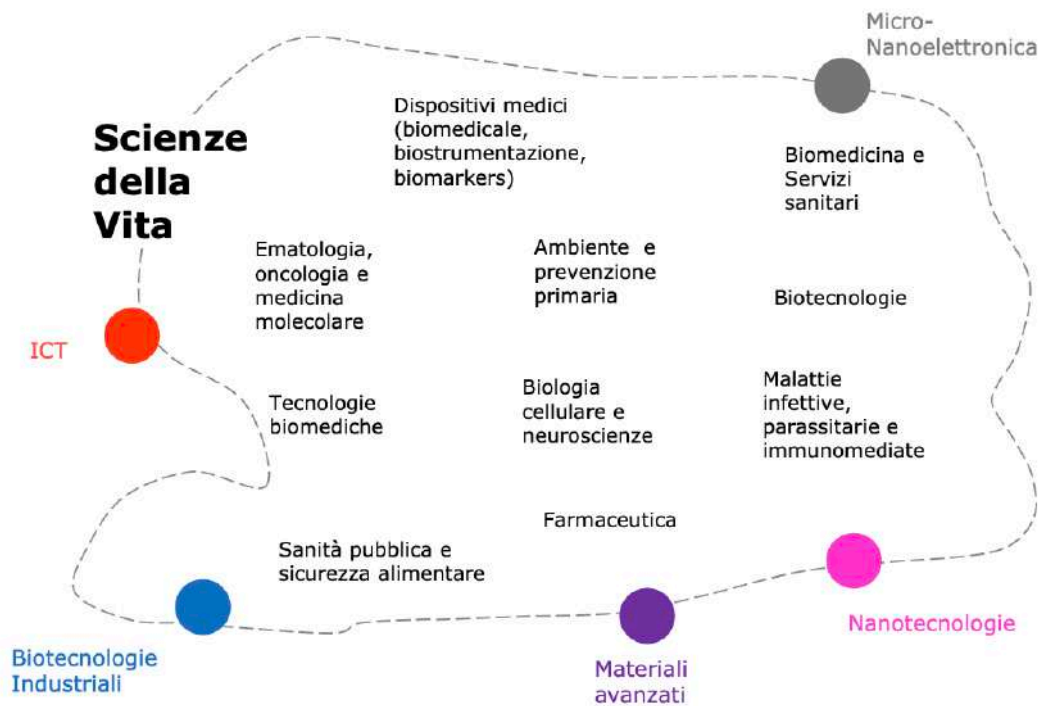 Micro-
Nanoelettronica
Scienze
della
Vita
Dispositivi medici
(biomedicale,
biostrumentazione,
biomarkers)
Biomedicina e
Servizi
sanitari
Ematologia,
oncologia e
medicina
molecolare
Ambiente e
prevenzione
primaria
Biotecnologie
ICT
Tecnologie
biomediche
Biologia
cellulare e
neuroscienze
Malattie
infettive,
parassitarie e
immunomediate
Farmaceutica
Sanità pubblica e
sicurezza alimentare
Nanotecnologie
Biotecnologie
Industriali
Materiali
avanzati